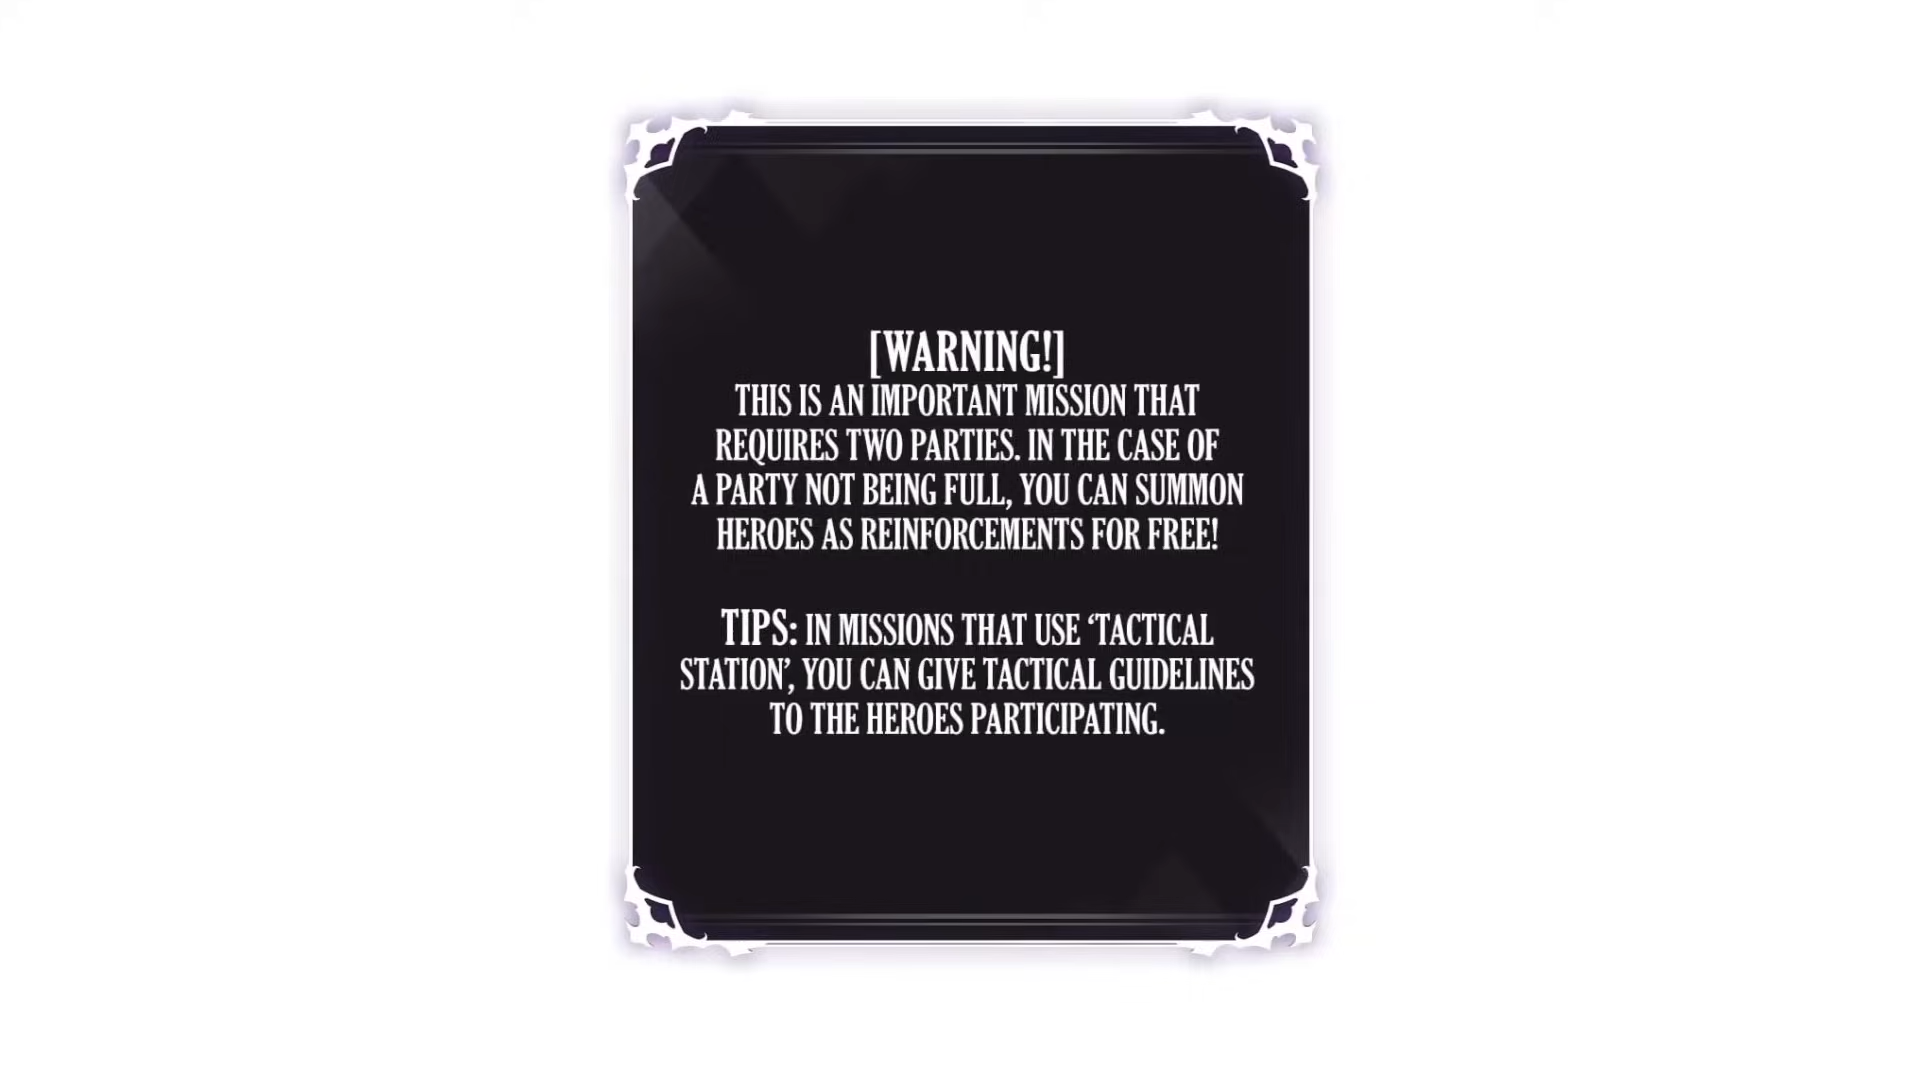 [WARNING!]
THIS IS AN IMPORTANT MISSION THAT
REQUIRES TWO PARTIES. IN THE CASE OF
A PARTY NOT BEING FULL, YOU CAN SUMMON
HEROES AS REINFORCEMENTS FOR FREE!
TIPS: IN MISSIONS THAT USE ‘TACTICAL
STATION’, YOU CAN GIVE TACTICAL GUIDELINES
TO THE HEROES PARTICIPATING.